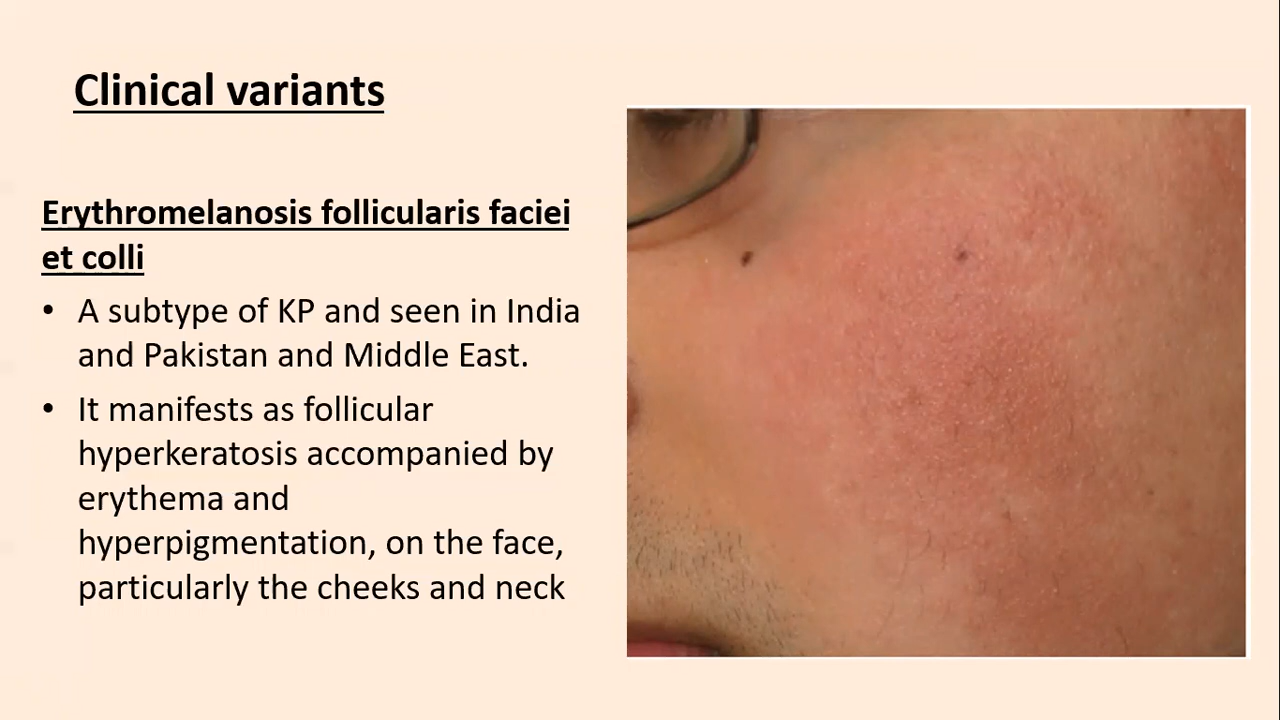 Clinical variants
Erythromelanosis follicularis faciei
et colli
• A subtype of KP and seen in India
and Pakistan and Middle East.
• It manifests as follicular
hyperkeratosis accompanied by
erythema and
hyperpigmentation, on the face,
particularly the cheeks and neck